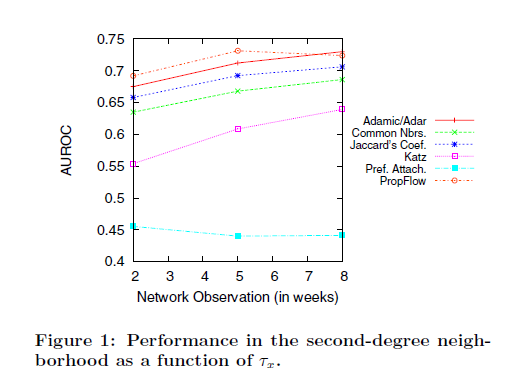 0.75
0.7
0.65
0.6
0.55
0.5
0.45
0.4
AUROC
2 3 4 5 6 7 8
Network Observation (in weeks)
Adamic/Adar
Common Nbrs.
Jaccard's Coef.
Katz
Pref. Attach.
PropFlow
Figure 1: Performance in the second-degree neigh-
borhood as a function of τₓ.